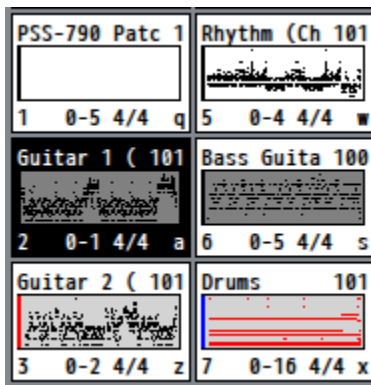 PSS-790 Patc 1
1 0-5 4/4 q
Rhythm (Ch 101
5 0-4 4/4 w
Guitar 1 ( 101
2 0-1 4/4 a
Bass Guita 100
6 0-5 4/4 s
Guitar 2 ( 101
3 0-2 4/4 z
Drums 101
7 0-16 4/4 x